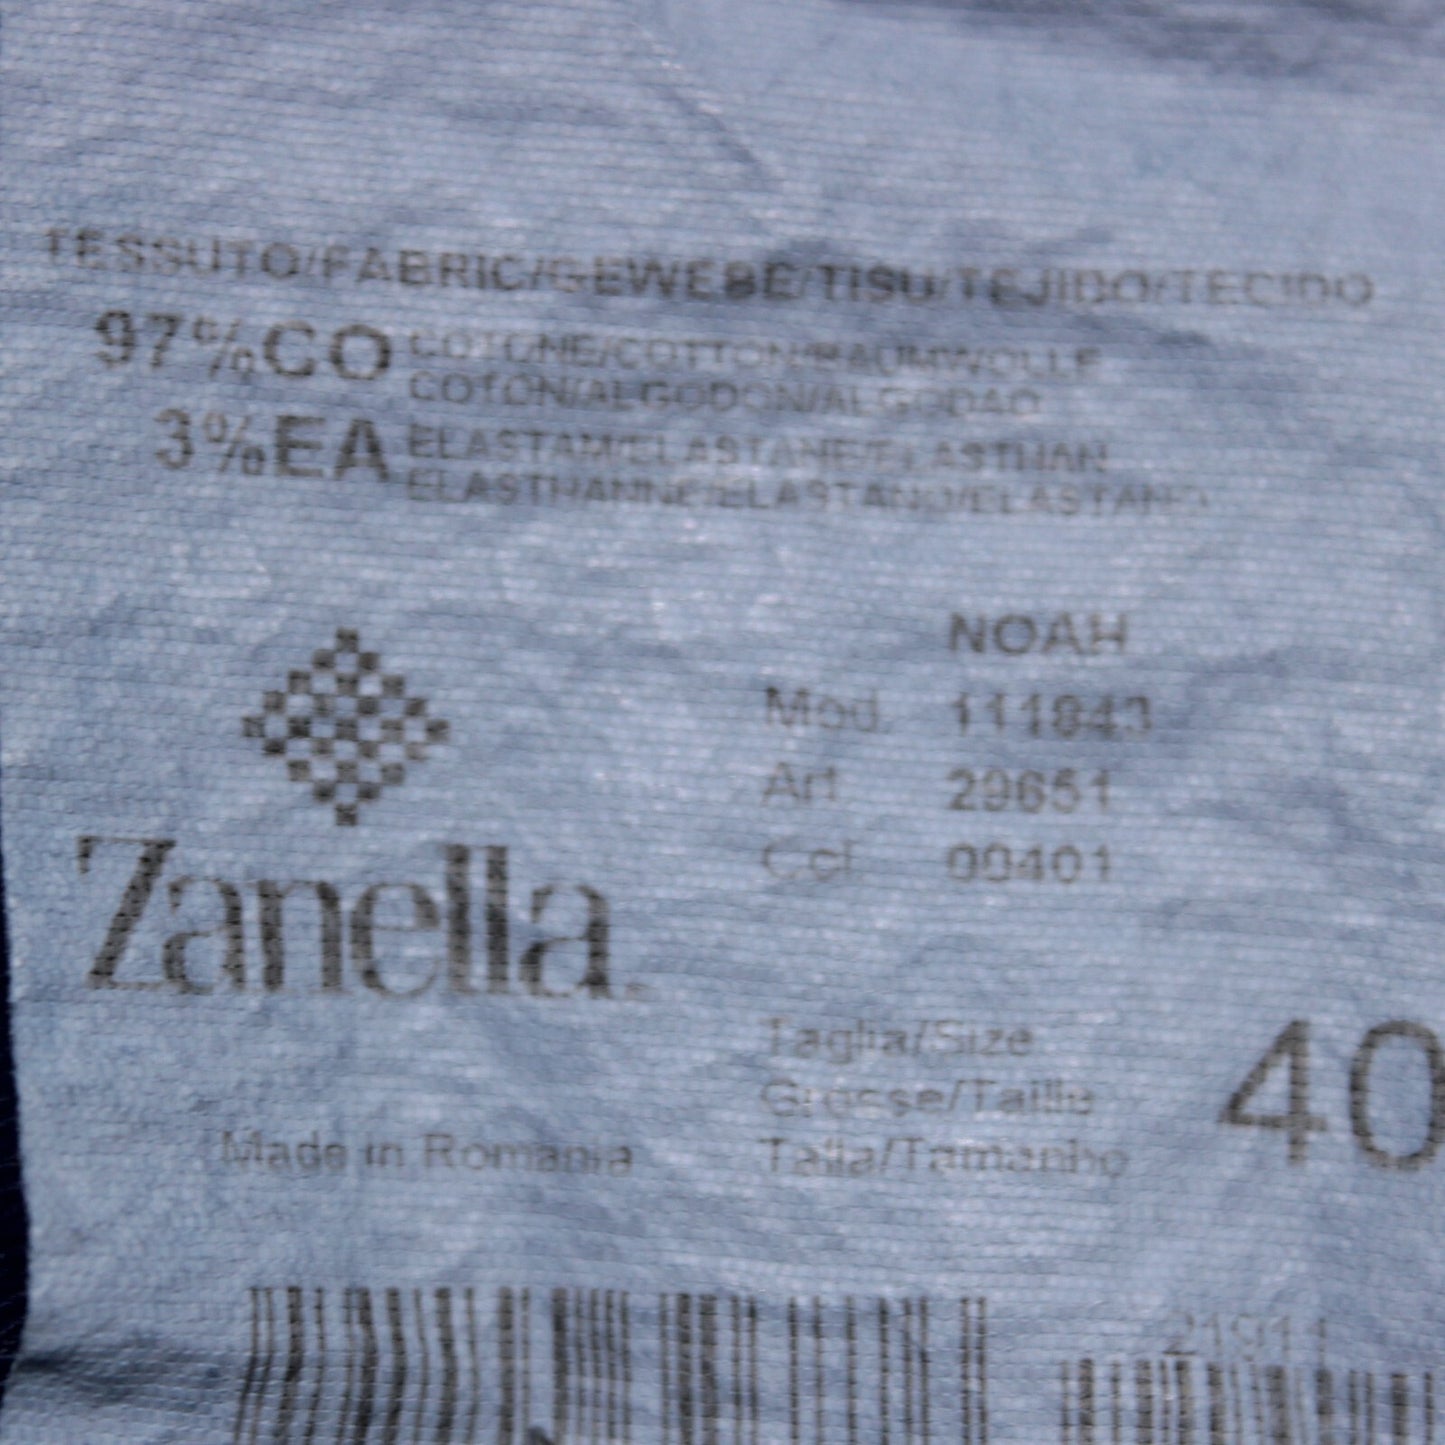 TESSUTO/FABRIC/GEWEBE/TISU/TEJIDO/TECIDO
97%CO COTONE/COTTON/BAUMWOLLE
COTON/ALGODON/ALGODAO
3%EA ELASTAM/ELASTANE/ELASTHAN
ELASTHANNE/ELASTANO/ELASTANO
NOAH
Mod. 111843
Art. 29651
Col. 00401
Zanella
Taglia/Size
Grosse/Taille
Talla/Tamanho
40
Made in Romania
21911